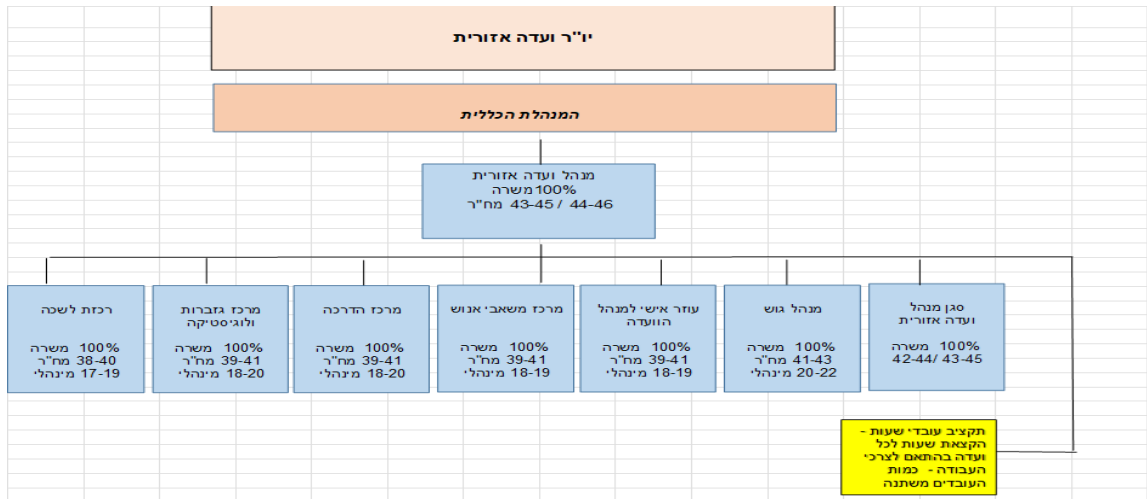 יו"ר ועדה אזורית
המנהלת הכללית
מנהל ועדה אזורית
100% משרה
43-45 / 44-46 מח"ר
סגן מנהל
ועדה אזורית
100% משרה
42-44 /43-45
מנהל גוש
100% משרה
41-43 מח"ר
20-22 מינהלי
עוזר אישי למנהל
הוועדה
100% משרה
39-41 מח"ר
18-19 מינהלי
מרכז משאבי אנוש
100% משרה
39-41 מח"ר
18-19 מינהלי
מרכז הדרכה
100% משרה
39-41 מח"ר
18-20 מינהלי
מרכז גזברות
ולוגיסטיקה
100% משרה
39-41 מח"ר
18-20 מינהלי
רכזת לשכה
100% משרה
38-40 מח"ר
17-19 מינהלי
תקציב עובדי שעות -
הקצאת שעות לכל
ועדה בהתאם לצרכי
העבודה - כמות
העובדים משתנה